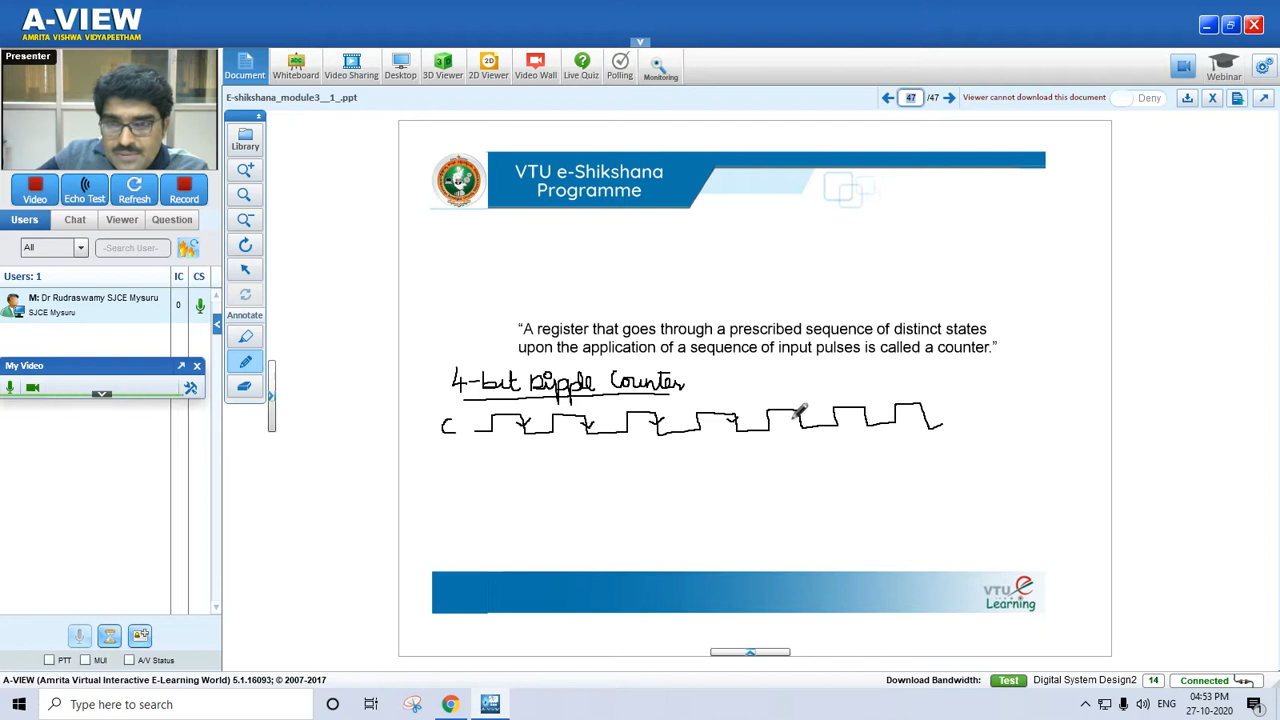 A-VIEW
AMRITA VISHWA VIDYAPEETHAM
Presenter
Document
Whiteboard
Video Sharing
Desktop
3D Viewer
2D Viewer
Video Wall
Live Quiz
Polling
Monitoring
Webinar
E-shikshana_module3__1_.ppt
47 /47
Viewer cannot download this document
Deny
Library
Annotate
Video
Echo Test
Refresh
Record
Users
Chat
Viewer
Question
All
-Search User-
Users: 1
IC
CS
M: Dr Rudraswamy SJCE Mysuru
SJCE Mysuru
0
My Video
VTU e-Shikshana
Programme
“A register that goes through a prescribed sequence of distinct states
upon the application of a sequence of input pulses is called a counter.”
4-bit Ripple Counter
C
VTU e
Learning
PTT
MUI
A/V Status
A-VIEW (Amrita Virtual Interactive E-Learning World) 5.1.16093; © 2007-2017
Download Bandwidth:
Test
Digital System Design2
14
Connected
Type here to search
ENG
04:53 PM
27-10-2020
1